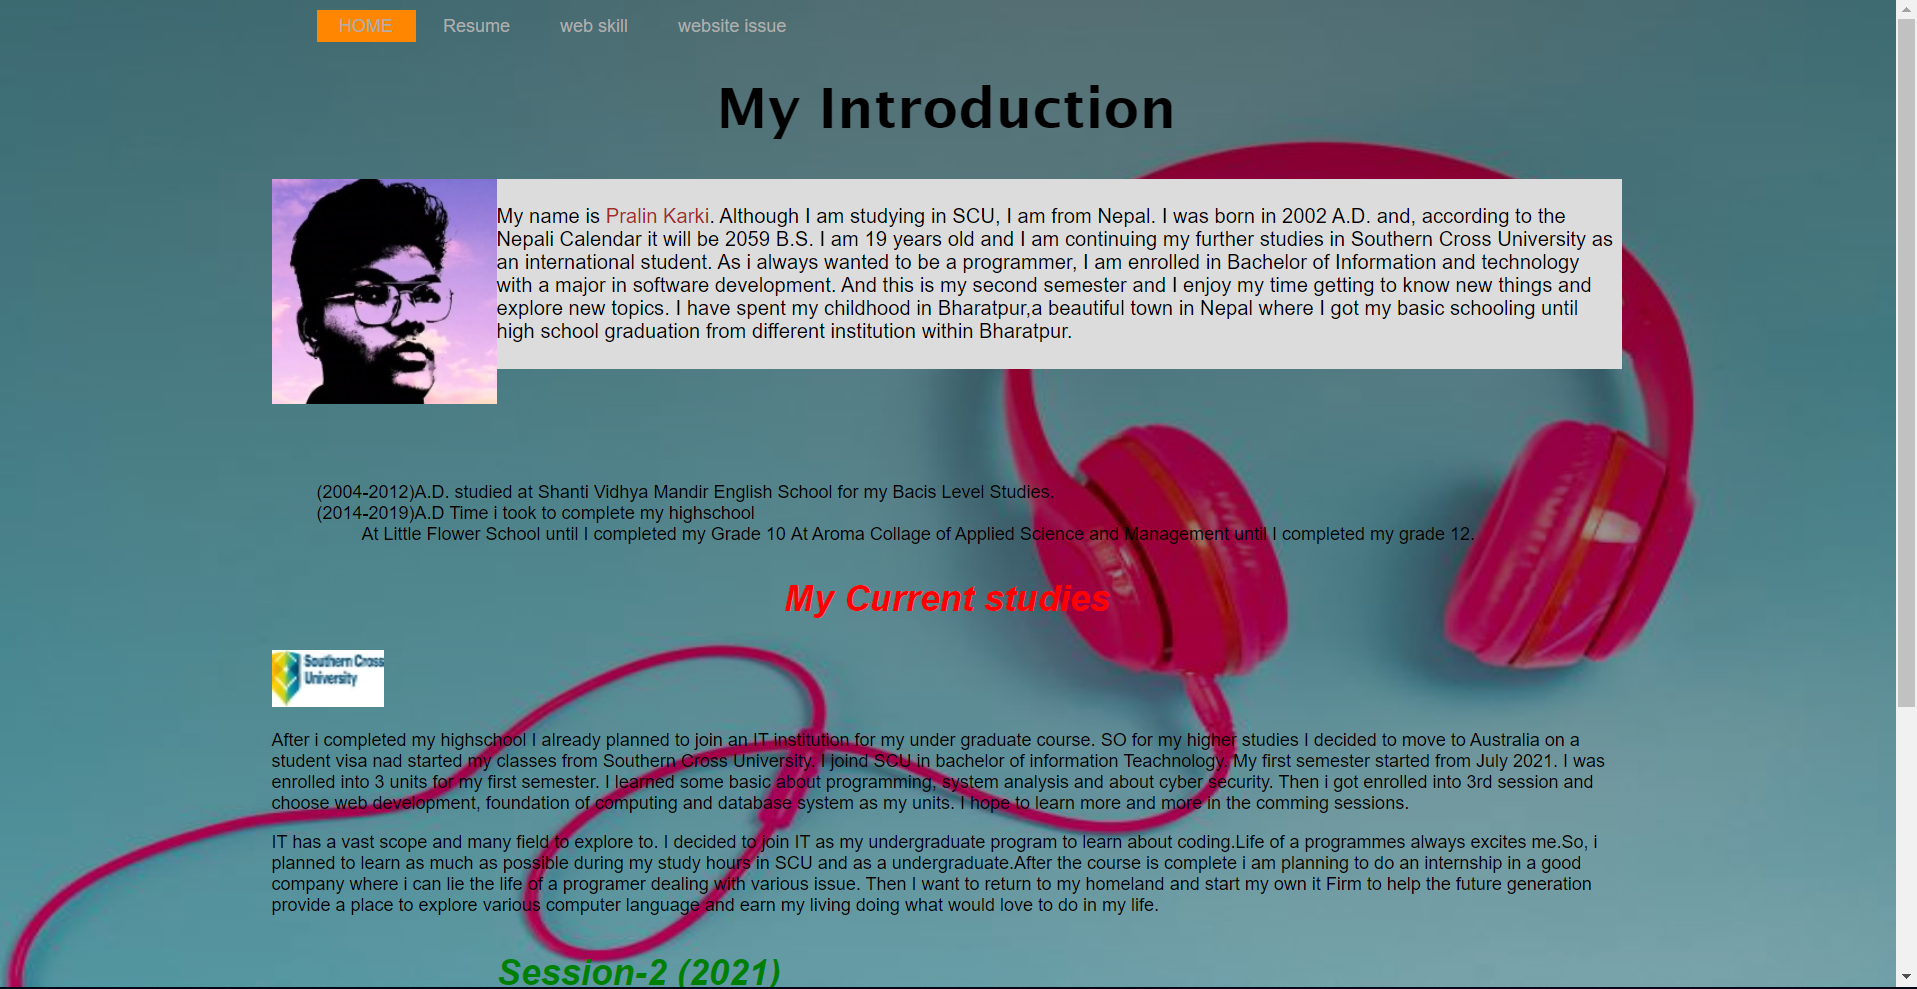 HOME Resume web skill website issue
My Introduction
My name is Pralin Karki. Although I am studying in SCU, I am from Nepal. I was born in 2002 A.D. and, according to the
Nepali Calendar it will be 2059 B.S. I am 19 years old and I am continuing my further studies in Southern Cross University as
an international student. As i always wanted to be a programmer, I am enrolled in Bachelor of Information and technology
with a major in software development. And this is my second semester and I enjoy my time getting to know new things and
explore new topics. I have spent my childhood in Bharatpur,a beautiful town in Nepal where I got my basic schooling until
high school graduation from different institution within Bharatpur.
(2004-2012)A.D. studied at Shanti Vidhya Mandir English School for my Bacis Level Studies.
(2014-2019)A.D Time i took to complete my highschool
At Little Flower School until I completed my Grade 10 At Aroma Collage of Applied Science and Management until I completed my grade 12.
My Current studies
Southern Cross
University
After i completed my highschool I already planned to join an IT institution for my under graduate course. SO for my higher studies I decided to move to Australia on a
student visa nad started my classes from Southern Cross University. I joind SCU in bachelor of information Teachnology. My first semester started from July 2021. I was
enrolled into 3 units for my first semester. I learned some basic about programming, system analysis and about cyber security. Then i got enrolled into 3rd session and
choose web development, foundation of computing and database system as my units. I hope to learn more and more in the comming sessions.
IT has a vast scope and many field to explore to. I decided to join IT as my undergraduate program to learn about coding.Life of a programmes always excites me.So, i
planned to learn as much as possible during my study hours in SCU and as a undergraduate.After the course is complete i am planning to do an internship in a good
company where i can lie the life of a programer dealing with various issue. Then I want to return to my homeland and start my own it Firm to help the future generation
provide a place to explore various computer language and earn my living doing what would love to do in my life.
Session-2 (2021)